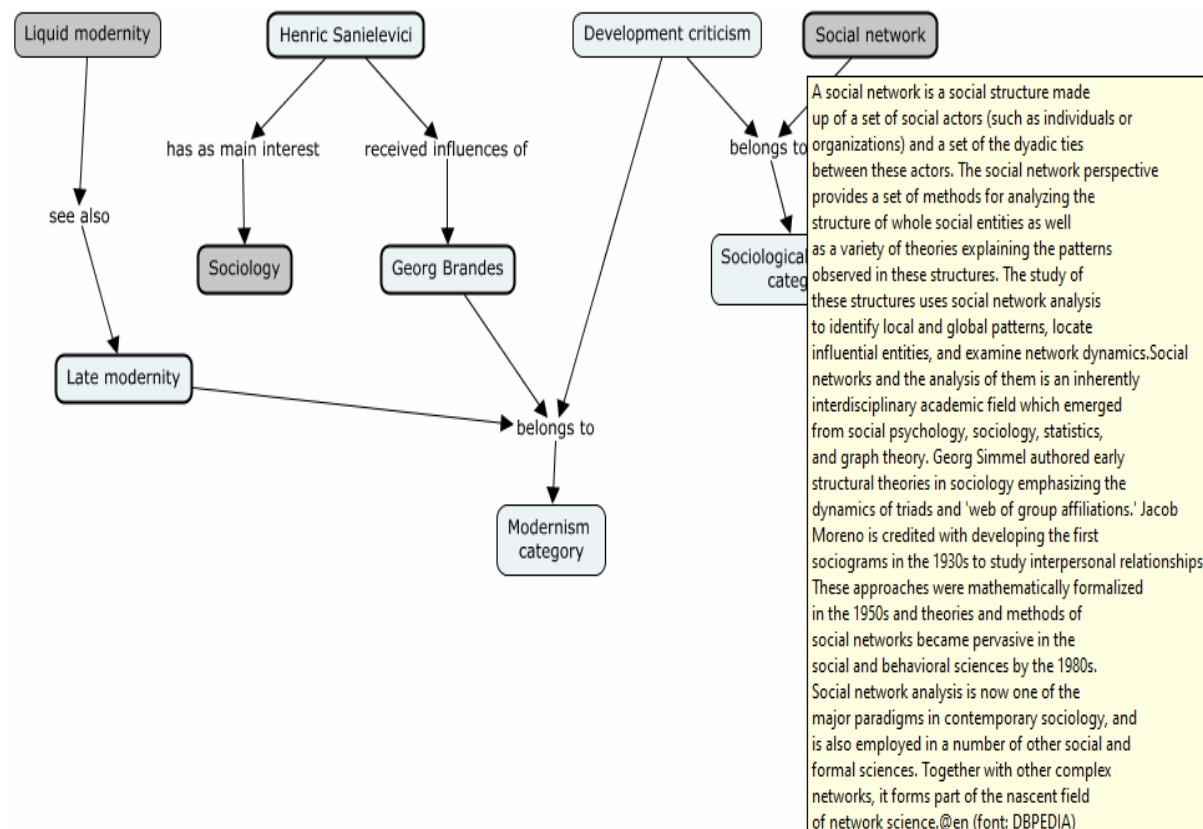 Liquid modernity
Henric Sanielevici
Development criticism
Social network
has as main interest
received influences of
belongs to
see also
Sociology
Georg Brandes
Sociological
categ
Late modernity
belongs to
Modernism
category
A social network is a social structure made
up of a set of social actors (such as individuals or
organizations) and a set of the dyadic ties
between these actors. The social network perspective
provides a set of methods for analyzing the
structure of whole social entities as well
as a variety of theories explaining the patterns
observed in these structures. The study of
these structures uses social network analysis
to identify local and global patterns, locate
influential entities, and examine network dynamics.Social
networks and the analysis of them is an inherently
interdisciplinary academic field which emerged
from social psychology, sociology, statistics,
and graph theory. Georg Simmel authored early
structural theories in sociology emphasizing the
dynamics of triads and 'web of group affiliations.' Jacob
Moreno is credited with developing the first
sociograms in the 1930s to study interpersonal relationships
These approaches were mathematically formalized
in the 1950s and theories and methods of
social networks became pervasive in the
social and behavioral sciences by the 1980s.
Social network analysis is now one of the
major paradigms in contemporary sociology, and
is also employed in a number of other social and
formal sciences. Together with other complex
networks, it forms part of the nascent field
of network science.@en (font: DBPEDIA)